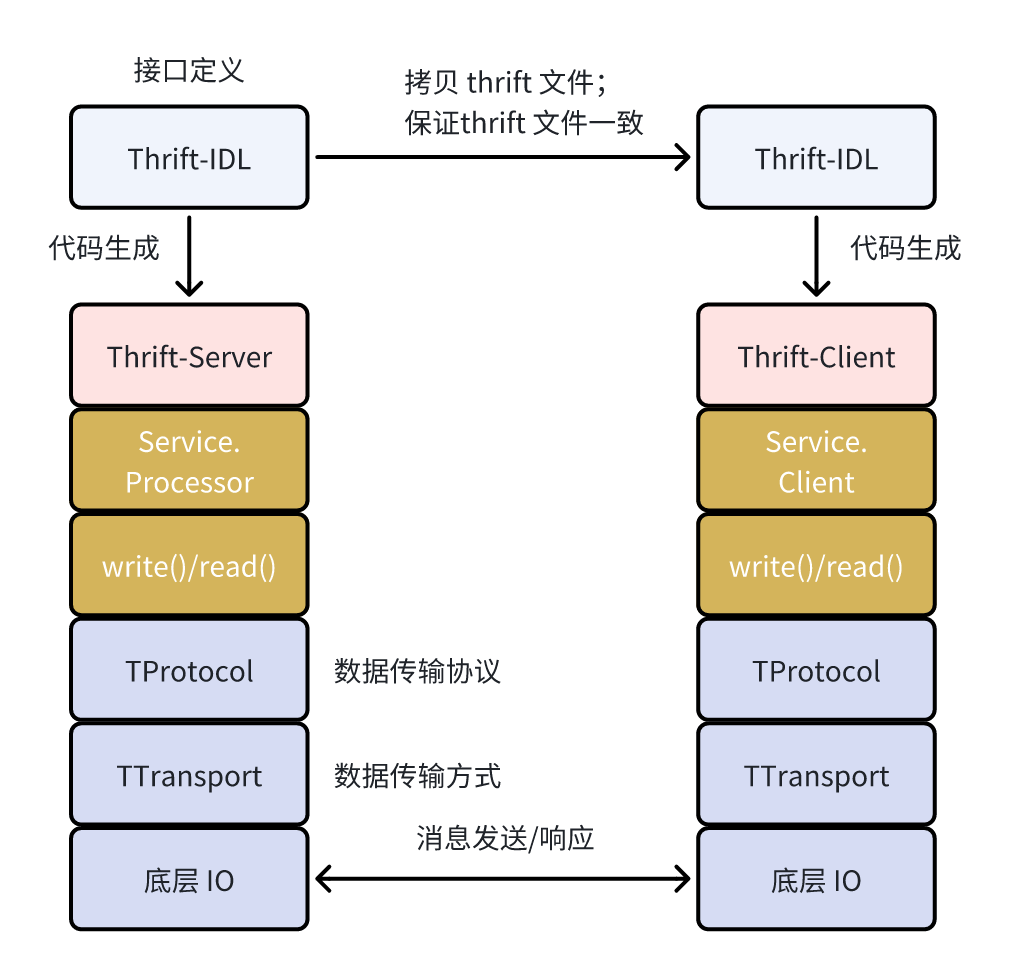 接口定义
拷贝 thrift 文件；
保证thrift 文件一致
Thrift-IDL
Thrift-IDL
代码生成
代码生成
Thrift-Server
Thrift-Client
Service.
Processor
Service.
Client
write()/read()
write()/read()
TProtocol
数据传输协议
TProtocol
TTransport
数据传输方式
TTransport
消息发送/响应
底层 IO
底层 IO